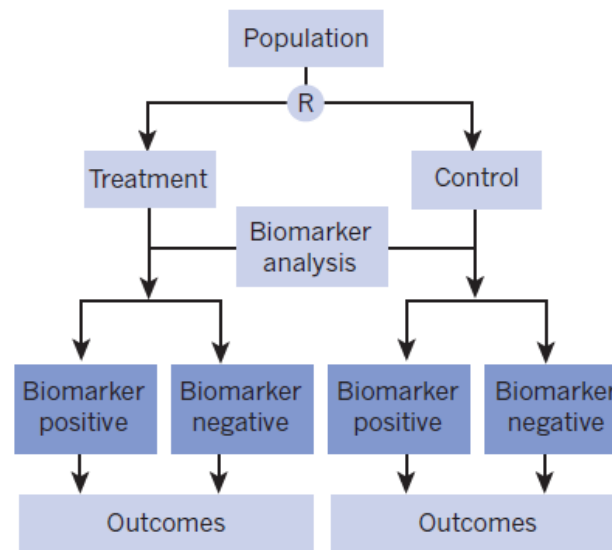 Population
R
Treatment
Control
Biomarker
analysis
Biomarker
positive
Biomarker
negative
Biomarker
positive
Biomarker
negative
Outcomes
Outcomes